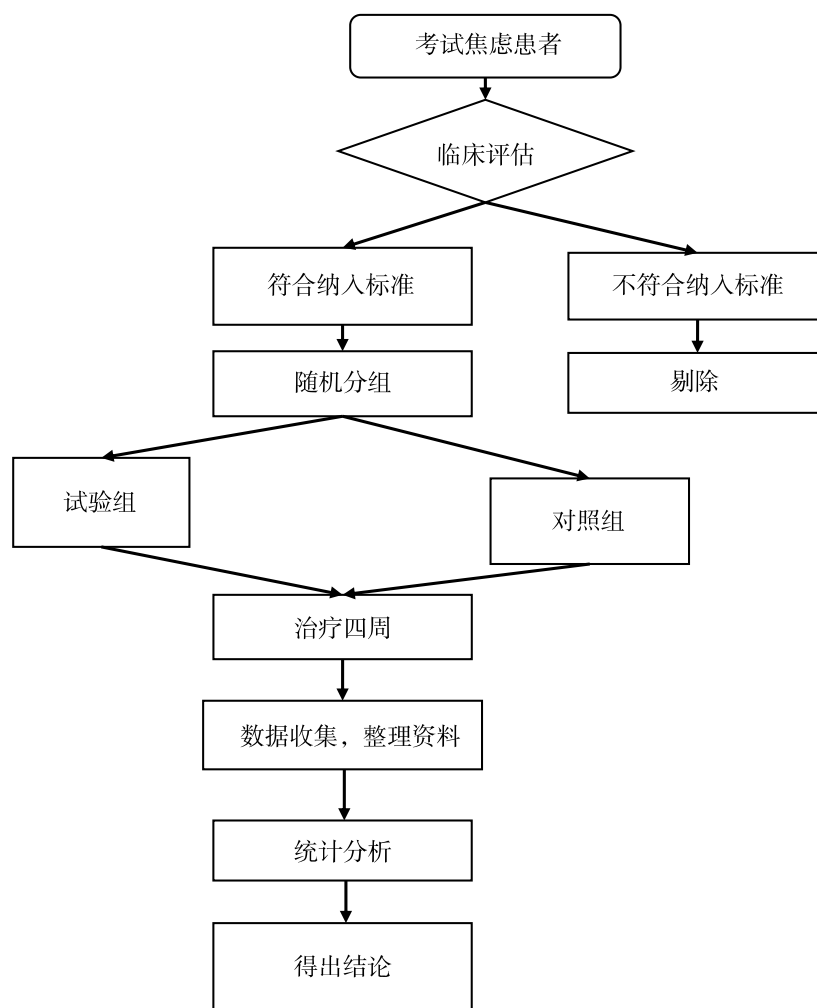 考试焦虑患者
临床评估
符合纳入标准
不符合纳入标准
随机分组
剔除
试验组
对照组
治疗四周
数据收集，整理资料
统计分析
得出结论